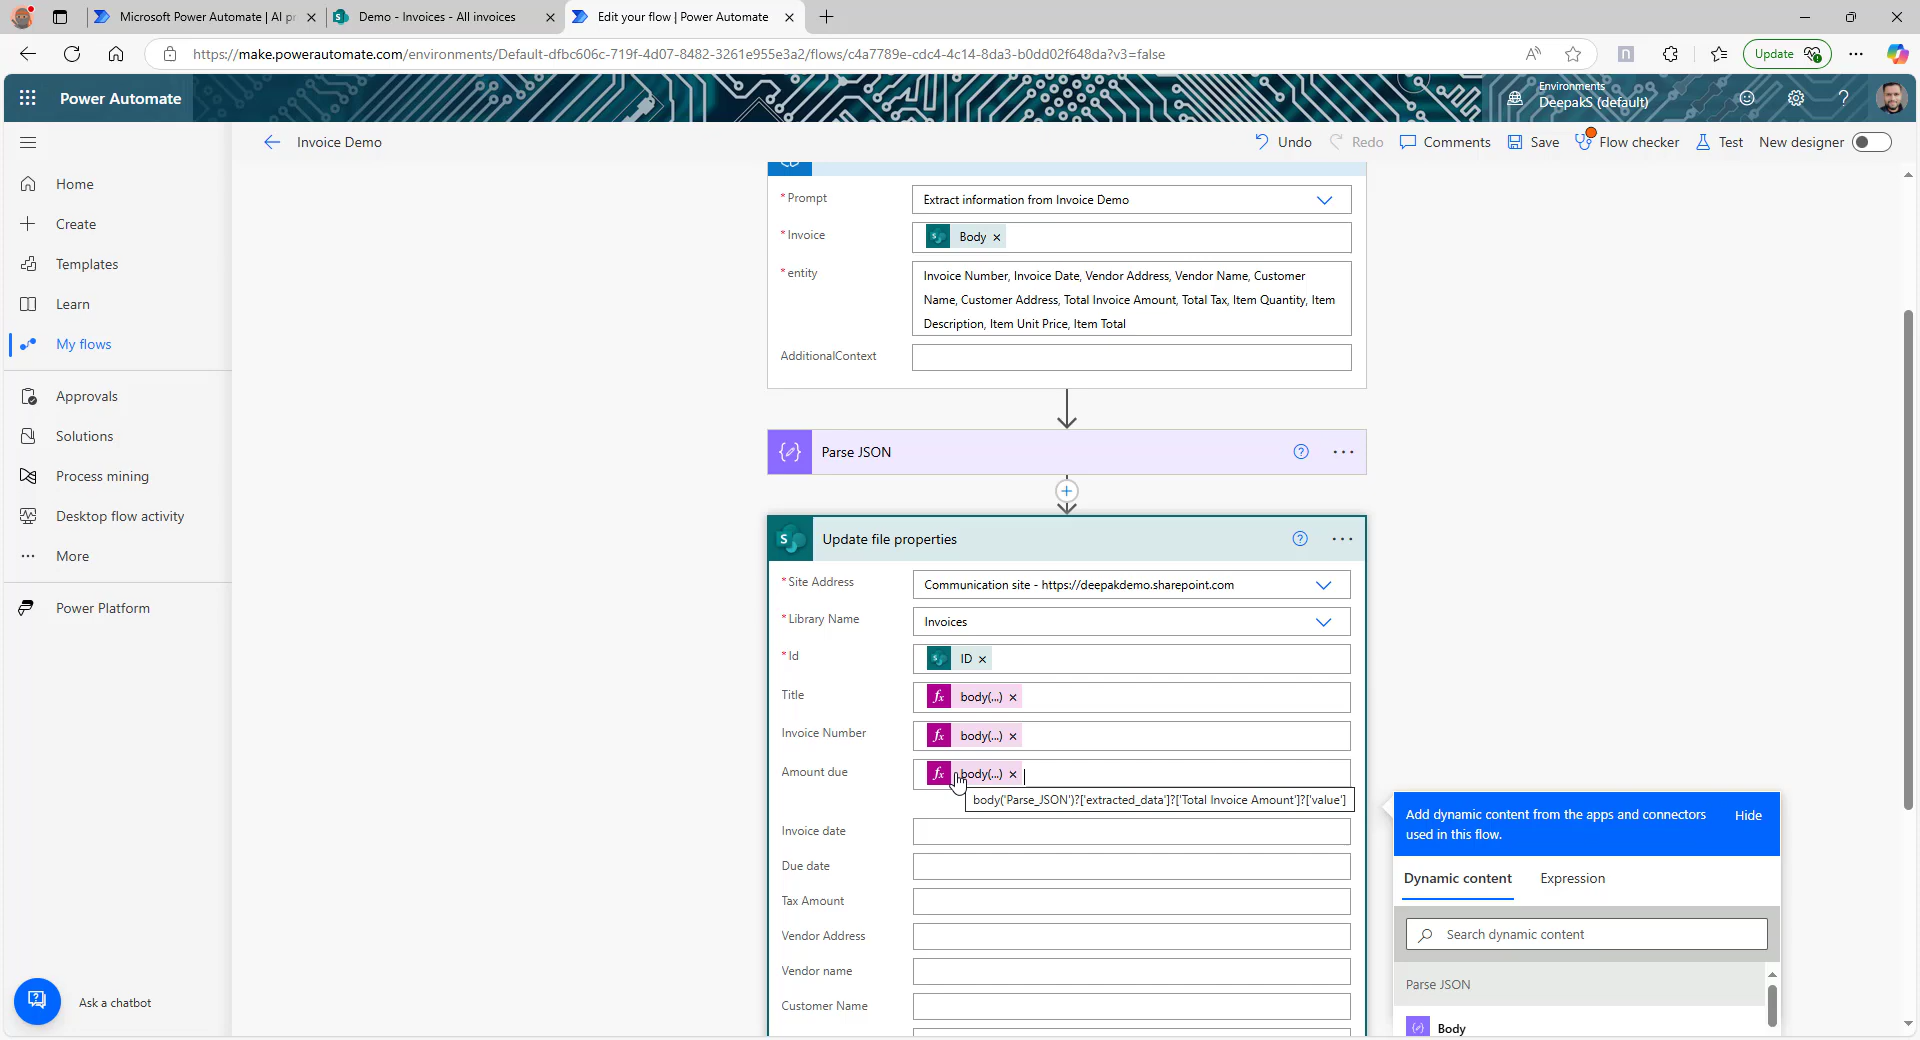 Microsoft Power Automate | AI pr
Demo - Invoices - All invoices
Edit your flow | Power Automate
https://make.powerautomate.com/environments/Default-dfbc606c-719f-4d07-8482-3261e955e3a2/flows/c4a7789e-cdc4-4c14-8da3-b0dd02f648da?v3=false
Update
Power Automate
Environments
DeepakS (default)
Invoice Demo
Undo
Redo
Comments
Save
Flow checker
Test
New designer
Home
Create
Templates
Learn
My flows
Approvals
Solutions
Process mining
Desktop flow activity
More
Power Platform
Ask a chatbot
* Prompt
Extract information from Invoice Demo
* Invoice
Body
* entity
Invoice Number, Invoice Date, Vendor Address, Vendor Name, Customer
Name, Customer Address, Total Invoice Amount, Total Tax, Item Quantity, Item
Description, Item Unit Price, Item Total
AdditionalContext
Parse JSON
Update file properties
* Site Address
Communication site - https://deepakdemo.sharepoint.com
* Library Name
Invoices
* Id
ID
Title
fx body(...)
Invoice Number
fx body(...)
Amount due
fx body(...)
body('Parse_JSON')?['extracted_data']?['Total Invoice Amount']?['value']
Invoice date
Due date
Tax Amount
Vendor Address
Vendor name
Customer Name
Add dynamic content from the apps and connectors
used in this flow.
Hide
Dynamic content
Expression
Search dynamic content
Parse JSON
Body